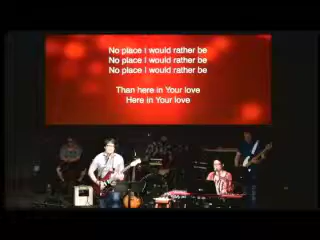 No place I would rather be
No place I would rather be
No place I would rather be
Than here in Your love
Here in Your love